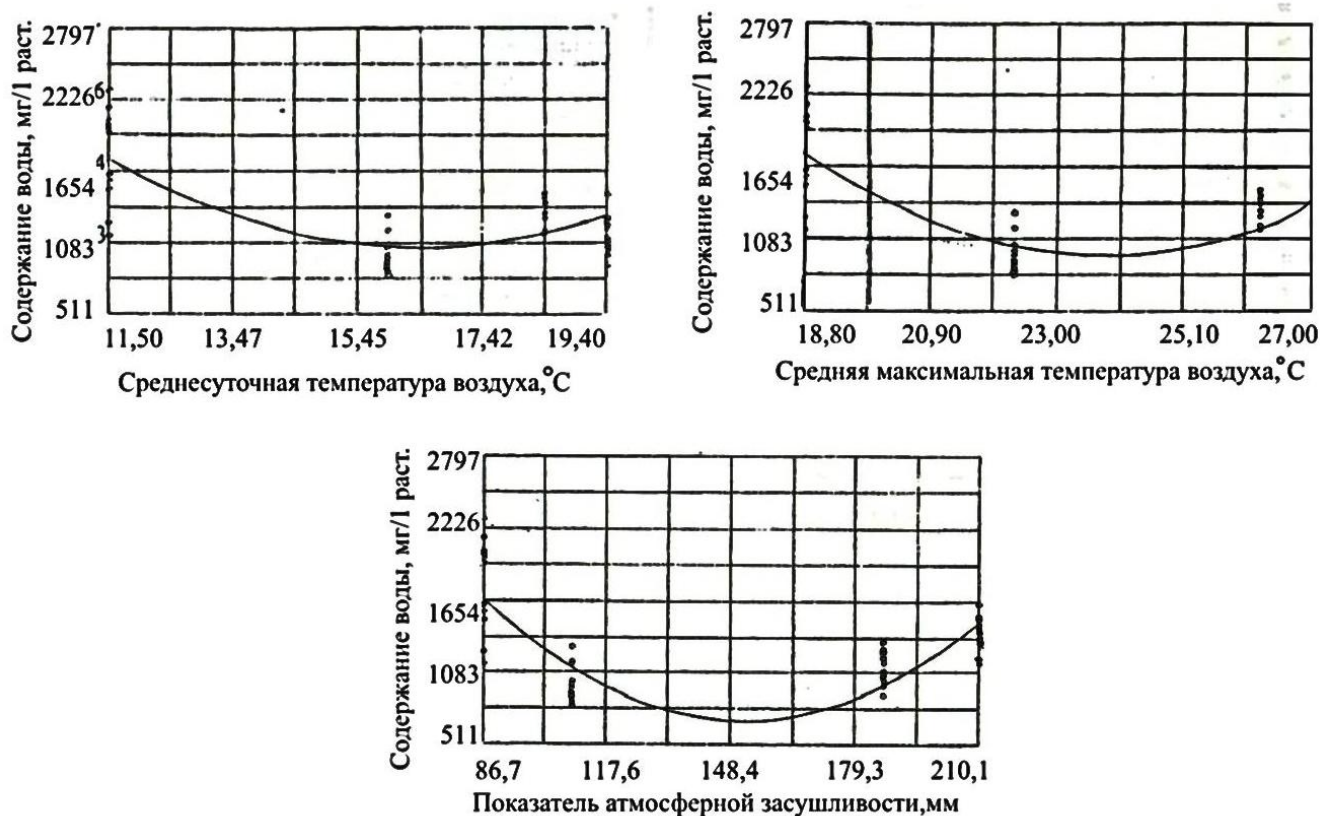 Содержание воды, мг/1 раст.
2797
6
2226
4
1654
3
1083
511
11,50 13,47 15,45 17,42 19,40
Среднесуточная температура воздуха,°С
Содержание воды, мг/1 раст.
2797
2226
1654
1083
511
18,80 20,90 23,00 25,10 27,00
Средняя максимальная температура воздуха,°С
Содержание воды, мг/1 раст.
2797
2226
1654
1083
511
86,7 117,6 148,4 179,3 210,1
Показатель атмосферной засушливости,мм